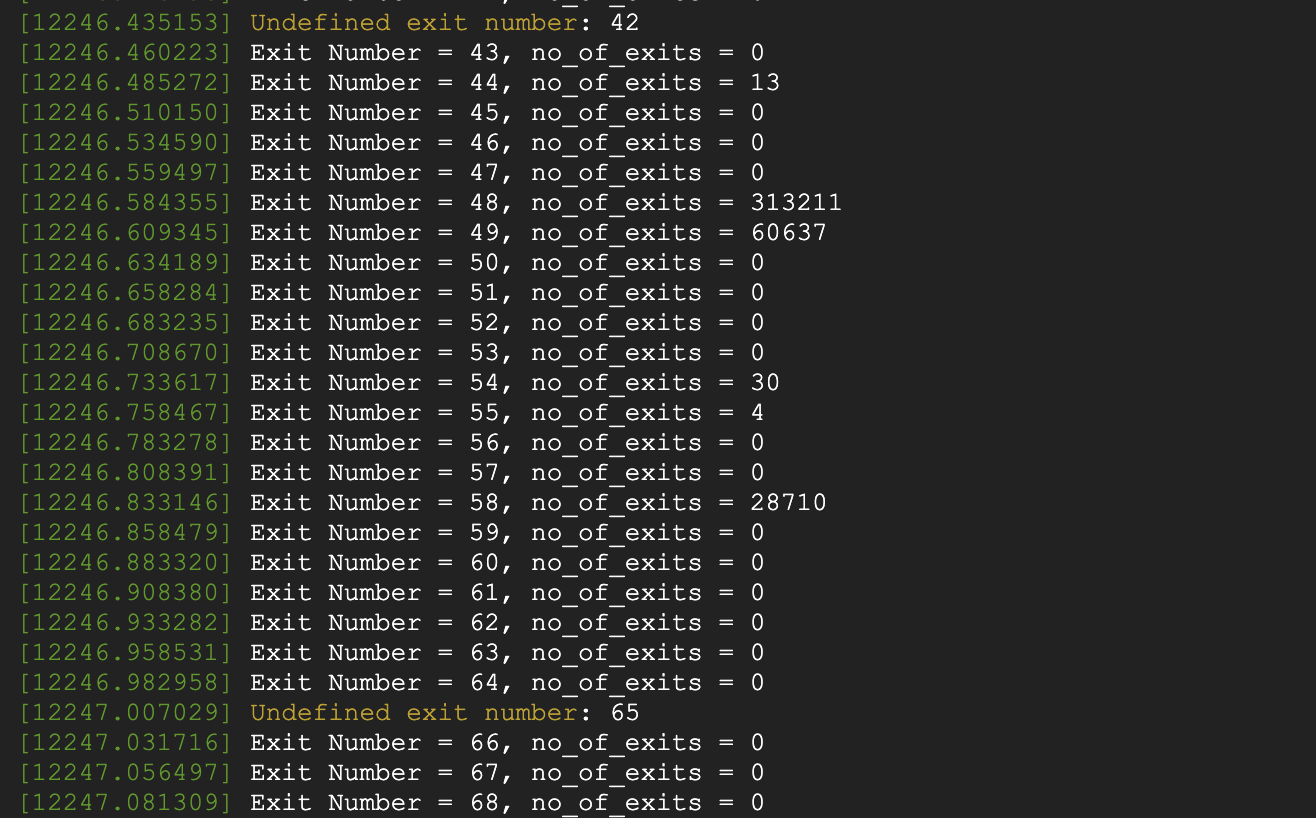 [12246.435153] Undefined exit number: 42
[12246.460223] Exit Number = 43, no_of_exits = 0
[12246.485272] Exit Number = 44, no_of_exits = 13
[12246.510150] Exit Number = 45, no_of_exits = 0
[12246.534590] Exit Number = 46, no_of_exits = 0
[12246.559497] Exit Number = 47, no_of_exits = 0
[12246.584355] Exit Number = 48, no_of_exits = 313211
[12246.609345] Exit Number = 49, no_of_exits = 60637
[12246.634189] Exit Number = 50, no_of_exits = 0
[12246.658284] Exit Number = 51, no_of_exits = 0
[12246.683235] Exit Number = 52, no_of_exits = 0
[12246.708670] Exit Number = 53, no_of_exits = 0
[12246.733617] Exit Number = 54, no_of_exits = 30
[12246.758467] Exit Number = 55, no_of_exits = 4
[12246.783278] Exit Number = 56, no_of_exits = 0
[12246.808391] Exit Number = 57, no_of_exits = 0
[12246.833146] Exit Number = 58, no_of_exits = 28710
[12246.858479] Exit Number = 59, no_of_exits = 0
[12246.883320] Exit Number = 60, no_of_exits = 0
[12246.908380] Exit Number = 61, no_of_exits = 0
[12246.933282] Exit Number = 62, no_of_exits = 0
[12246.958531] Exit Number = 63, no_of_exits = 0
[12246.982958] Exit Number = 64, no_of_exits = 0
[12247.007029] Undefined exit number: 65
[12247.031716] Exit Number = 66, no_of_exits = 0
[12247.056497] Exit Number = 67, no_of_exits = 0
[12247.081309] Exit Number = 68, no_of_exits = 0